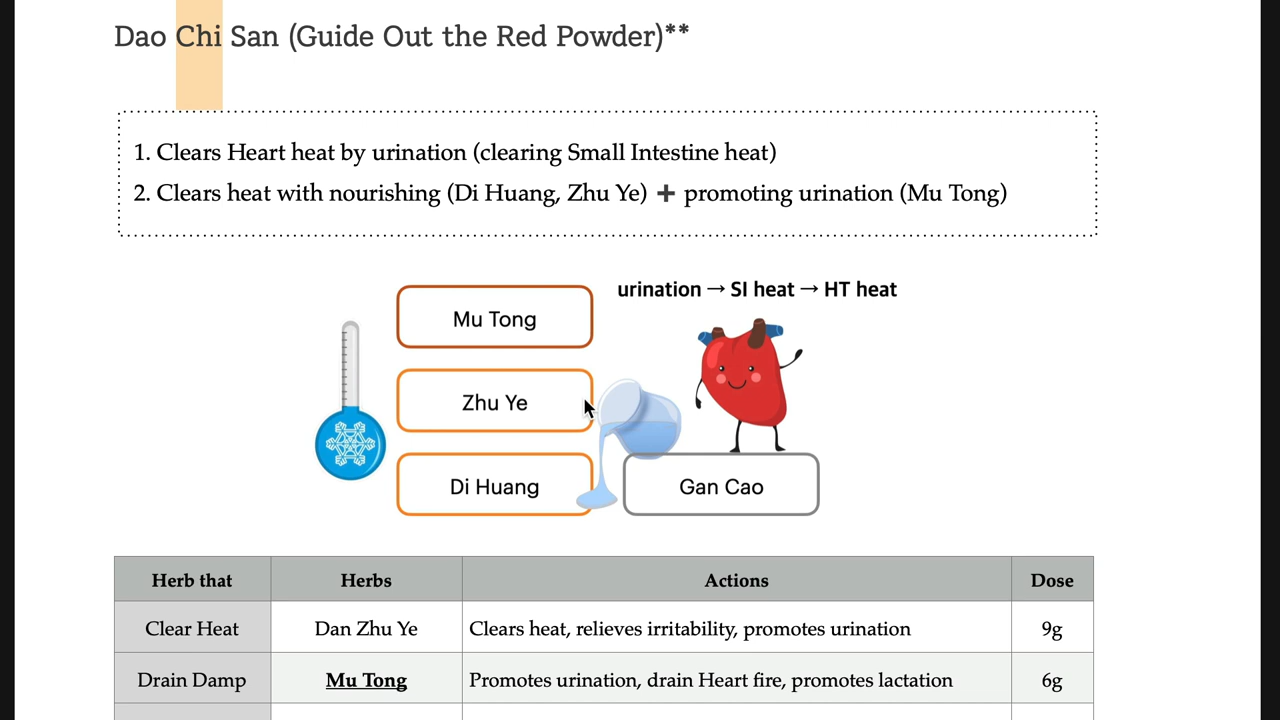 Dao Chi San (Guide Out the Red Powder)**
1. Clears Heart heat by urination (clearing Small Intestine heat)
2. Clears heat with nourishing (Di Huang, Zhu Ye) ➕ promoting urination (Mu Tong)
urination → SI heat → HT heat
Mu Tong
Zhu Ye
Di Huang
Gan Cao
Herb that Herbs Actions Dose
Clear Heat Dan Zhu Ye Clears heat, relieves irritability, promotes urination 9g
Drain Damp Mu Tong Promotes urination, drain Heart fire, promotes lactation 6g